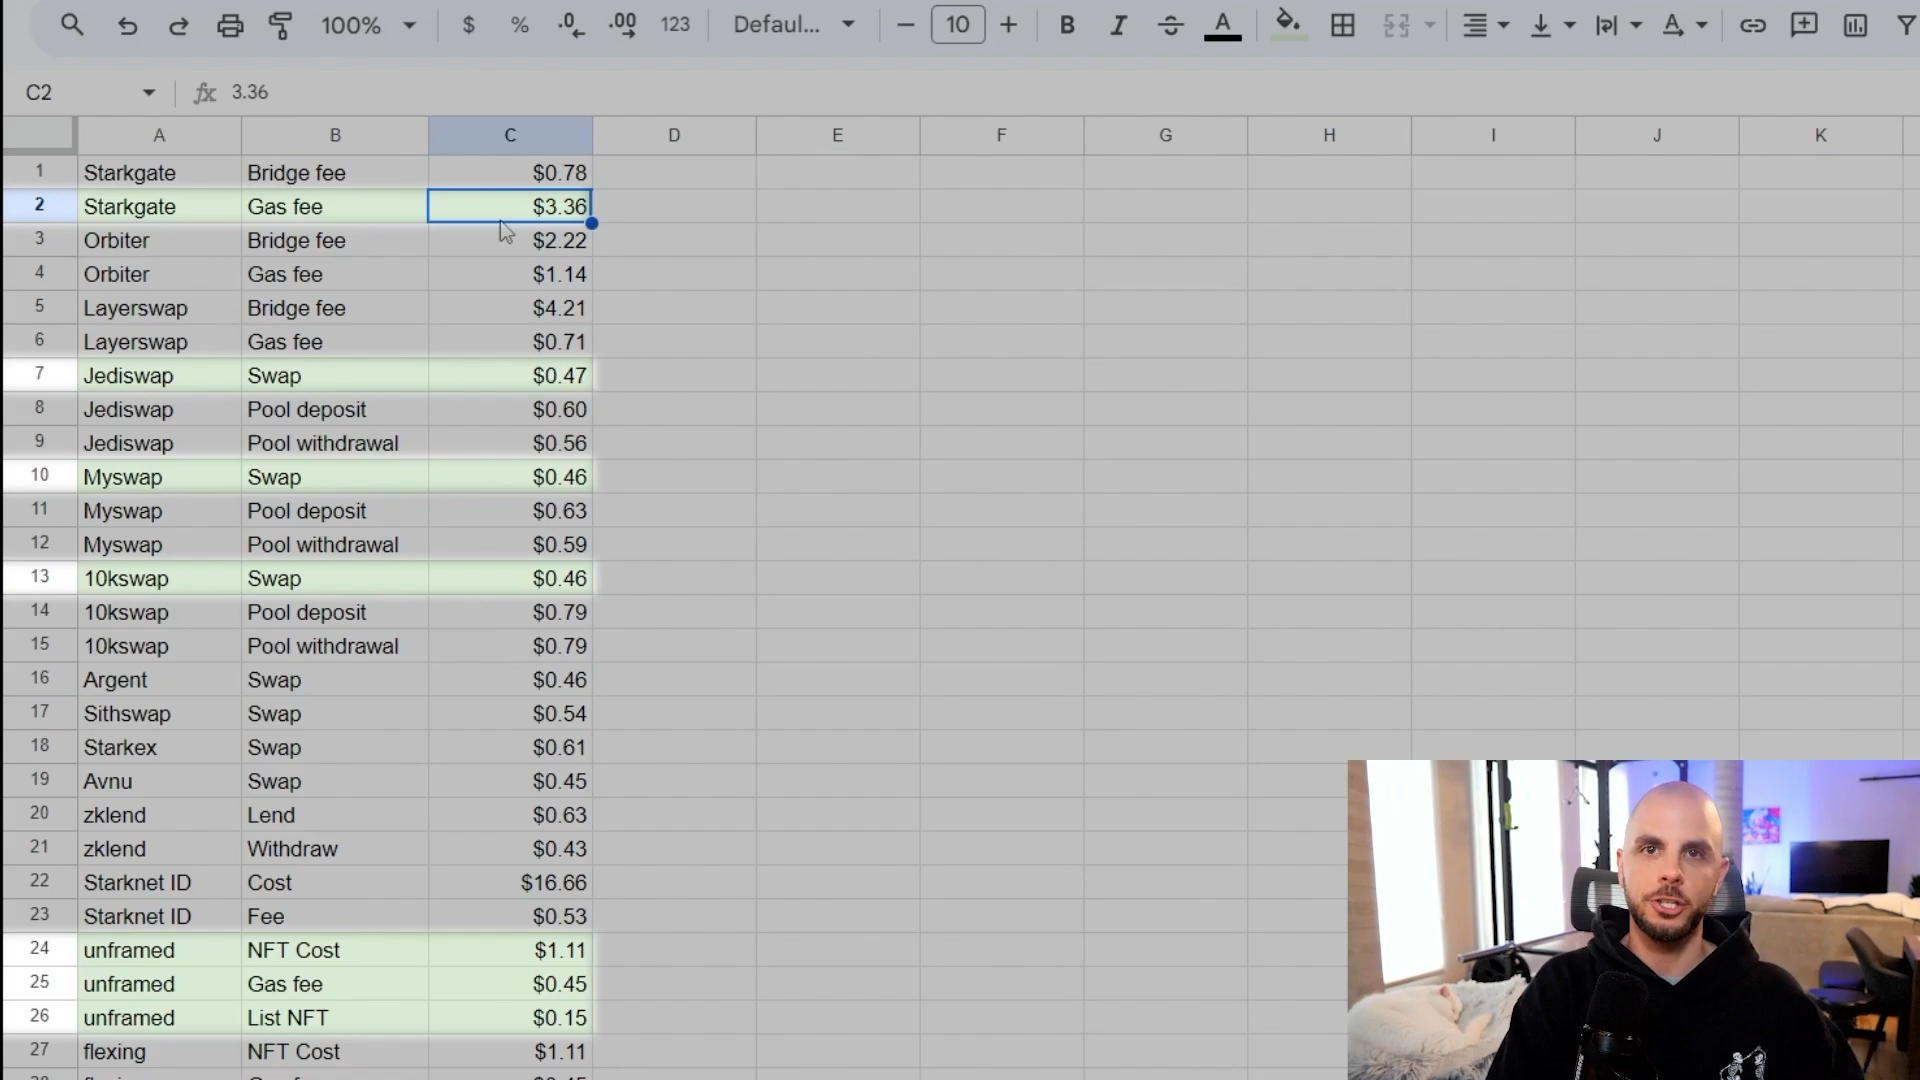 100% $ % .0 .00 123 Defaul... 10 B I A
C2 fx 3.36
A B C D E F G H I J K
1 Starkgate Bridge fee $0.78
2 Starkgate Gas fee $3.36
3 Orbiter Bridge fee $2.22
4 Orbiter Gas fee $1.14
5 Layerswap Bridge fee $4.21
6 Layerswap Gas fee $0.71
7 Jediswap Swap $0.47
8 Jediswap Pool deposit $0.60
9 Jediswap Pool withdrawal $0.56
10 Myswap Swap $0.46
11 Myswap Pool deposit $0.63
12 Myswap Pool withdrawal $0.59
13 10kswap Swap $0.46
14 10kswap Pool deposit $0.79
15 10kswap Pool withdrawal $0.79
16 Argent Swap $0.46
17 Sithswap Swap $0.54
18 Starkex Swap $0.61
19 Avnu Swap $0.45
20 zklend Lend $0.63
21 zklend Withdraw $0.43
22 Starknet ID Cost $16.66
23 Starknet ID Fee $0.53
24 unframed NFT Cost $1.11
25 unframed Gas fee $0.45
26 unframed List NFT $0.15
27 flexing NFT Cost $1.11